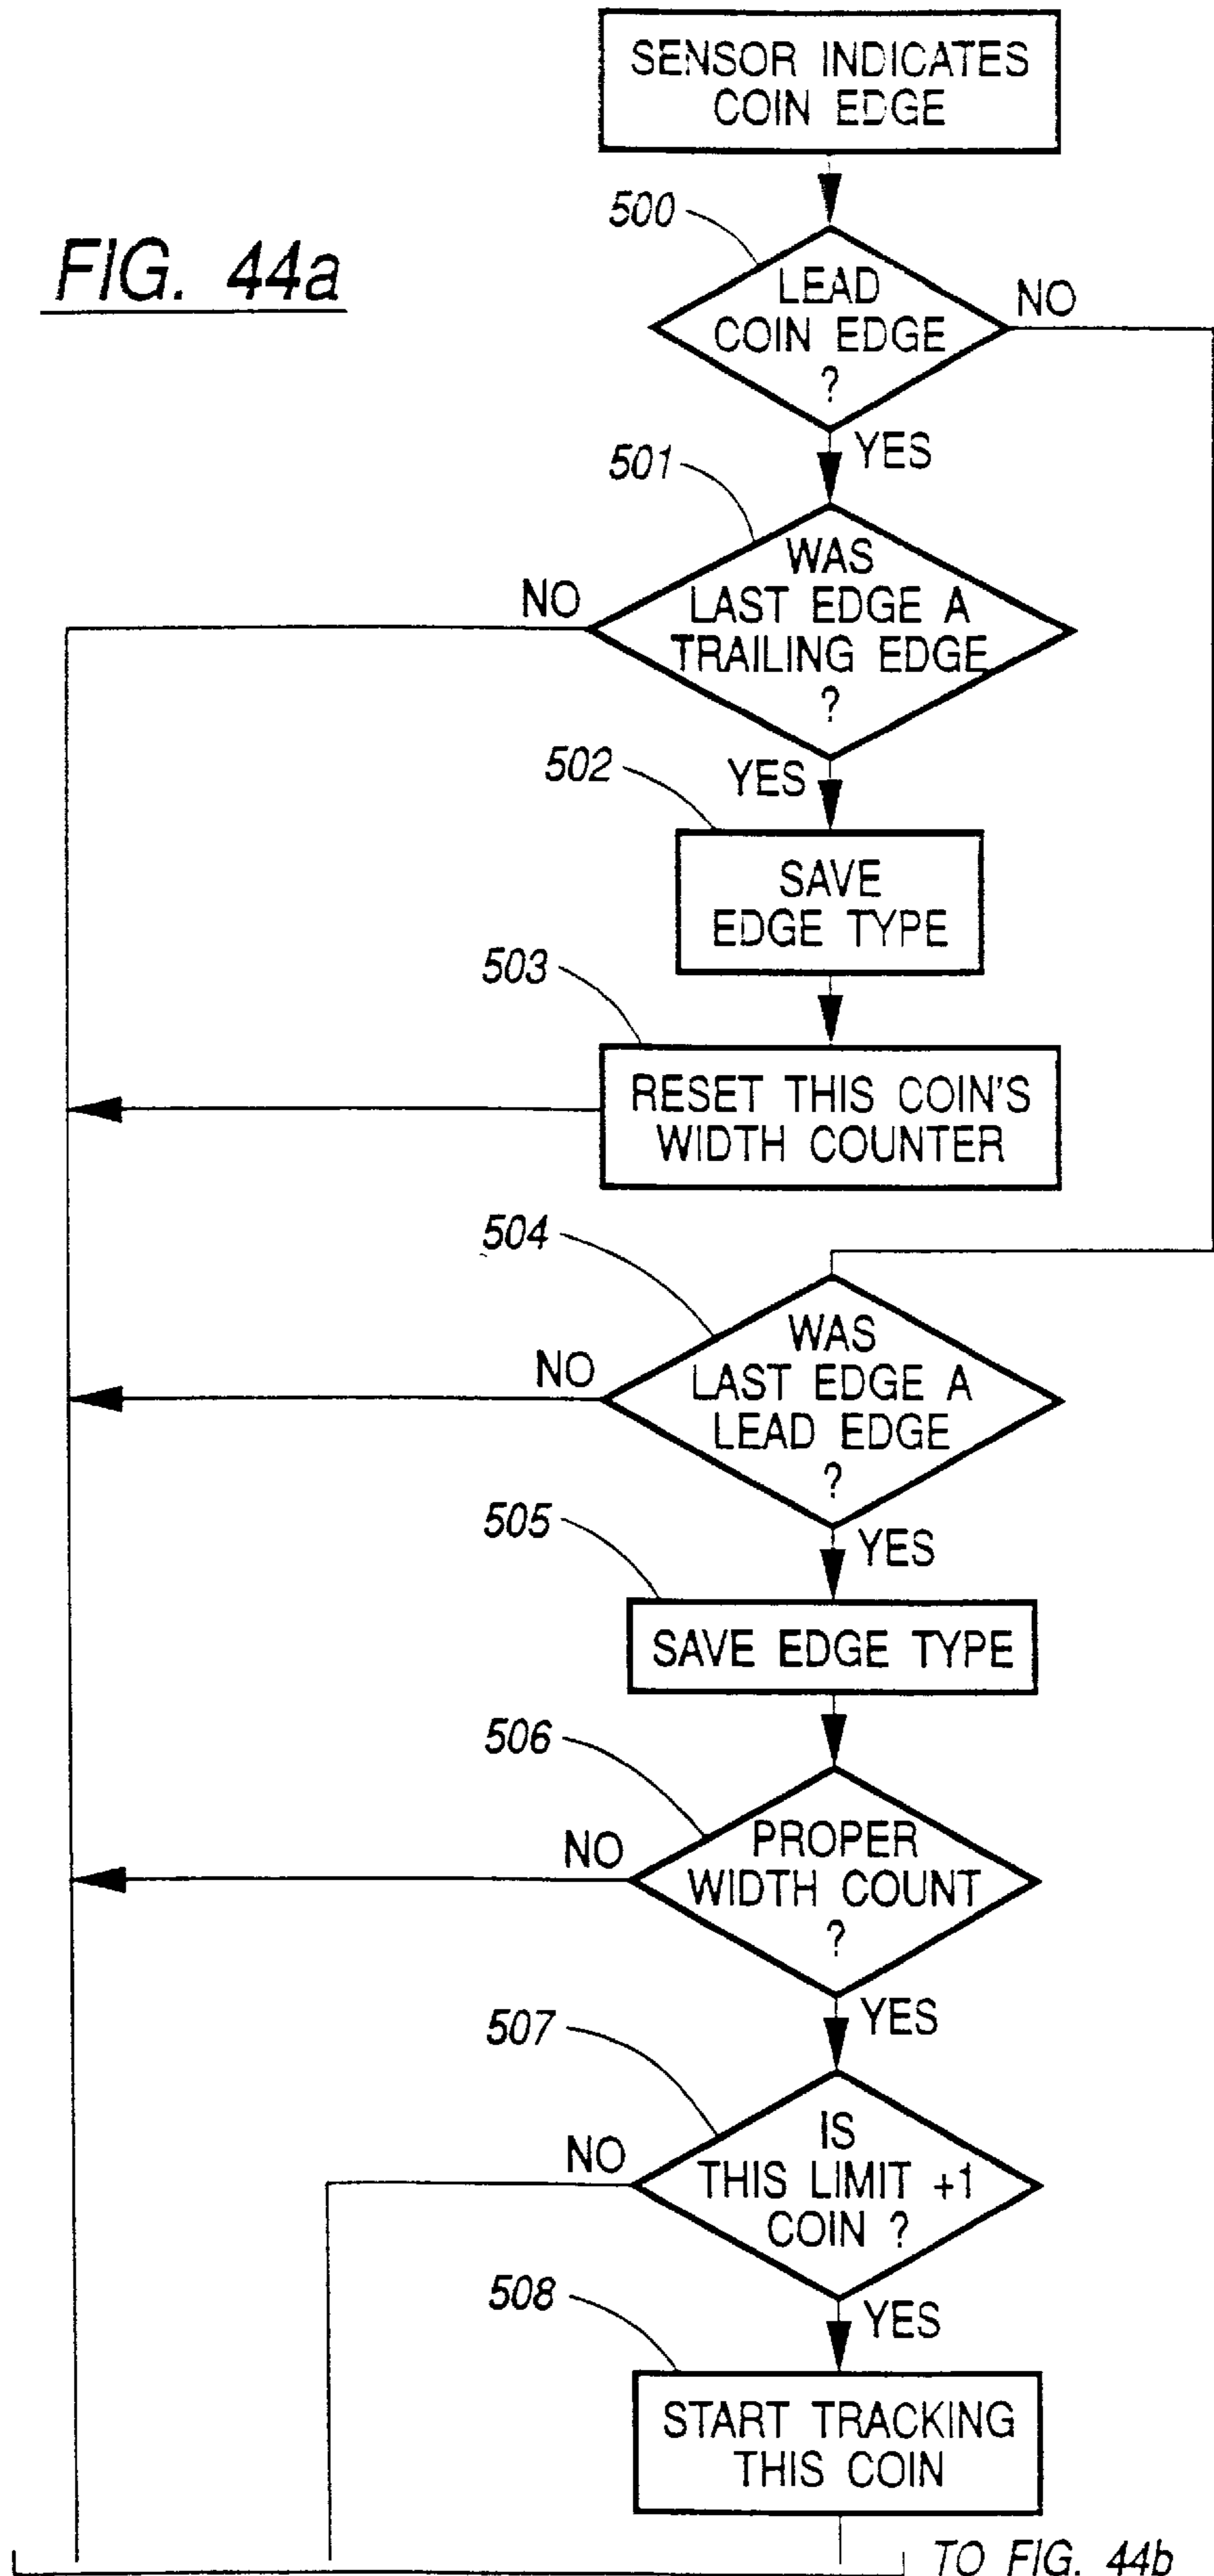 SENSOR INDICATES
COIN EDGE
FIG. 44a
500
LEAD
COIN EDGE
?
NO
YES
501
WAS
LAST EDGE A
TRAILING EDGE
?
NO
YES
502
SAVE
EDGE TYPE
503
RESET THIS COIN'S
WIDTH COUNTER
504
WAS
LAST EDGE A
LEAD EDGE
?
NO
YES
505
SAVE EDGE TYPE
506
PROPER
WIDTH COUNT
?
NO
YES
507
IS
THIS LIMIT +1
COIN ?
NO
YES
508
START TRACKING
THIS COIN
TO FIG. 44b